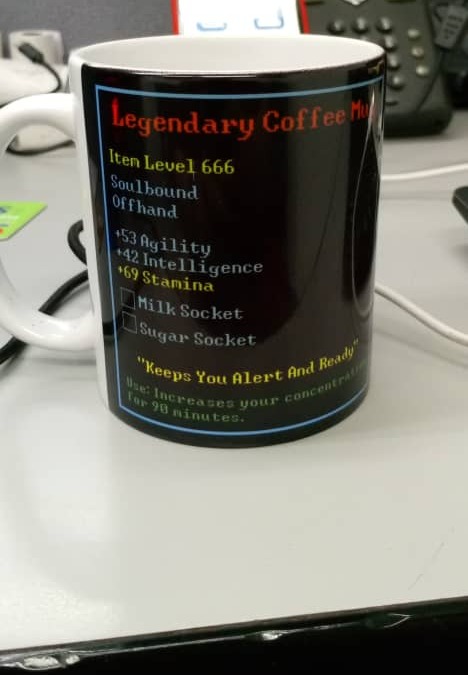 Legendary Coffee Mu
Item Level 666
Soulbound
Offhand
+53 Agility
+42 Intelligence
+69 Stamina
Milk Socket
Sugar Socket
"Keeps You Alert And Ready"
Use: Increases your concentrati
for 90 minutes.